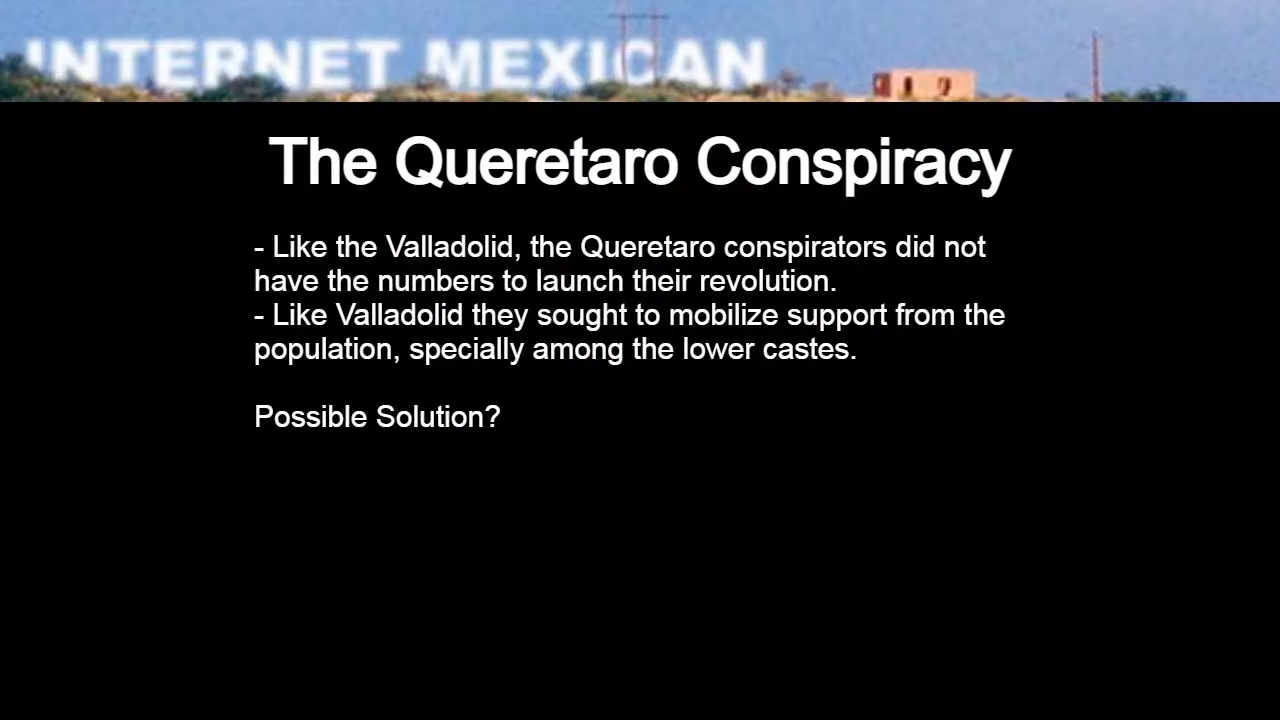 INTERNET MEXICAN
The Queretaro Conspiracy
- Like the Valladolid, the Queretaro conspirators did not
have the numbers to launch their revolution.
- Like Valladolid they sought to mobilize support from the
population, specially among the lower castes.
Possible Solution?